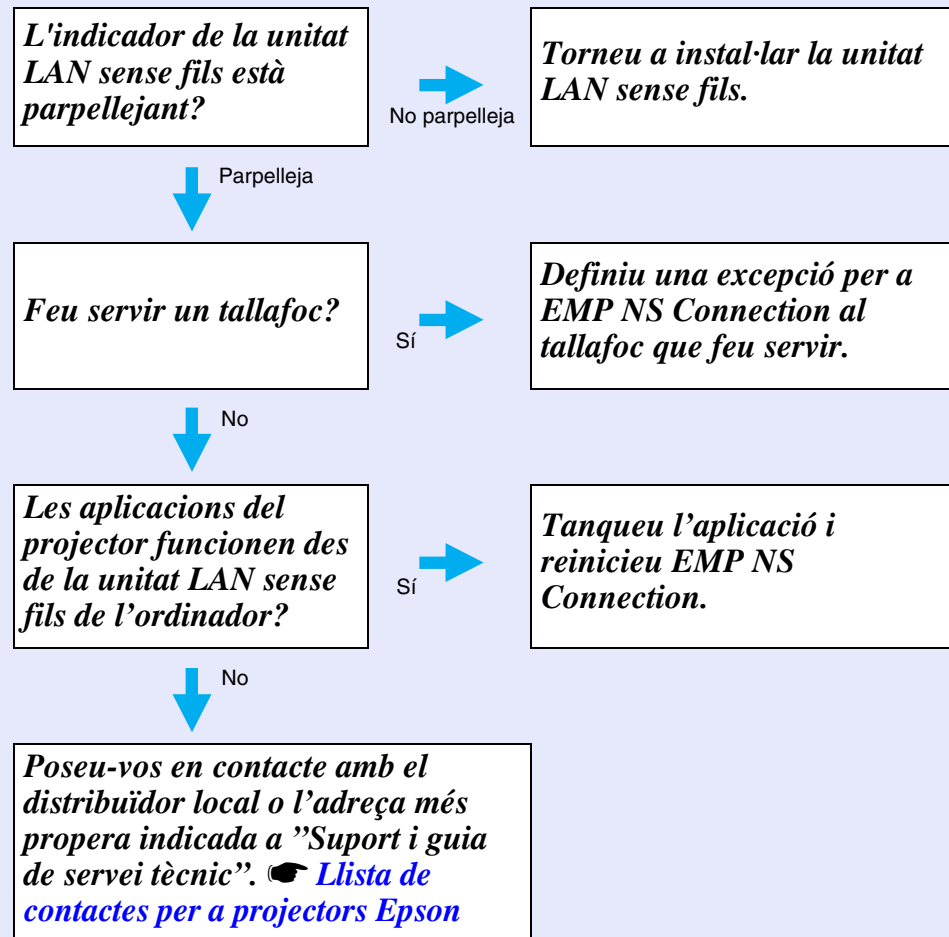 L'indicador de la unitat
LAN sense fils està
parpellejant?
No parpelleja
Torneu a instal·lar la unitat
LAN sense fils.
Parpelleja
Feu servir un tallafoc?
Sí
Definiu una excepció per a
EMP NS Connection al
tallafoc que feu servir.
No
Les aplicacions del
projector funcionen des
de la unitat LAN sense
fils de l’ordinador?
Sí
Tanqueu l’aplicació i
reinicieu EMP NS
Connection.
No
Poseu-vos en contacte amb el
distribuïdor local o l’adreça més
propera indicada a ”Suport i guia
de servei tècnic”. ☛ Llista de
contactes per a projectors Epson